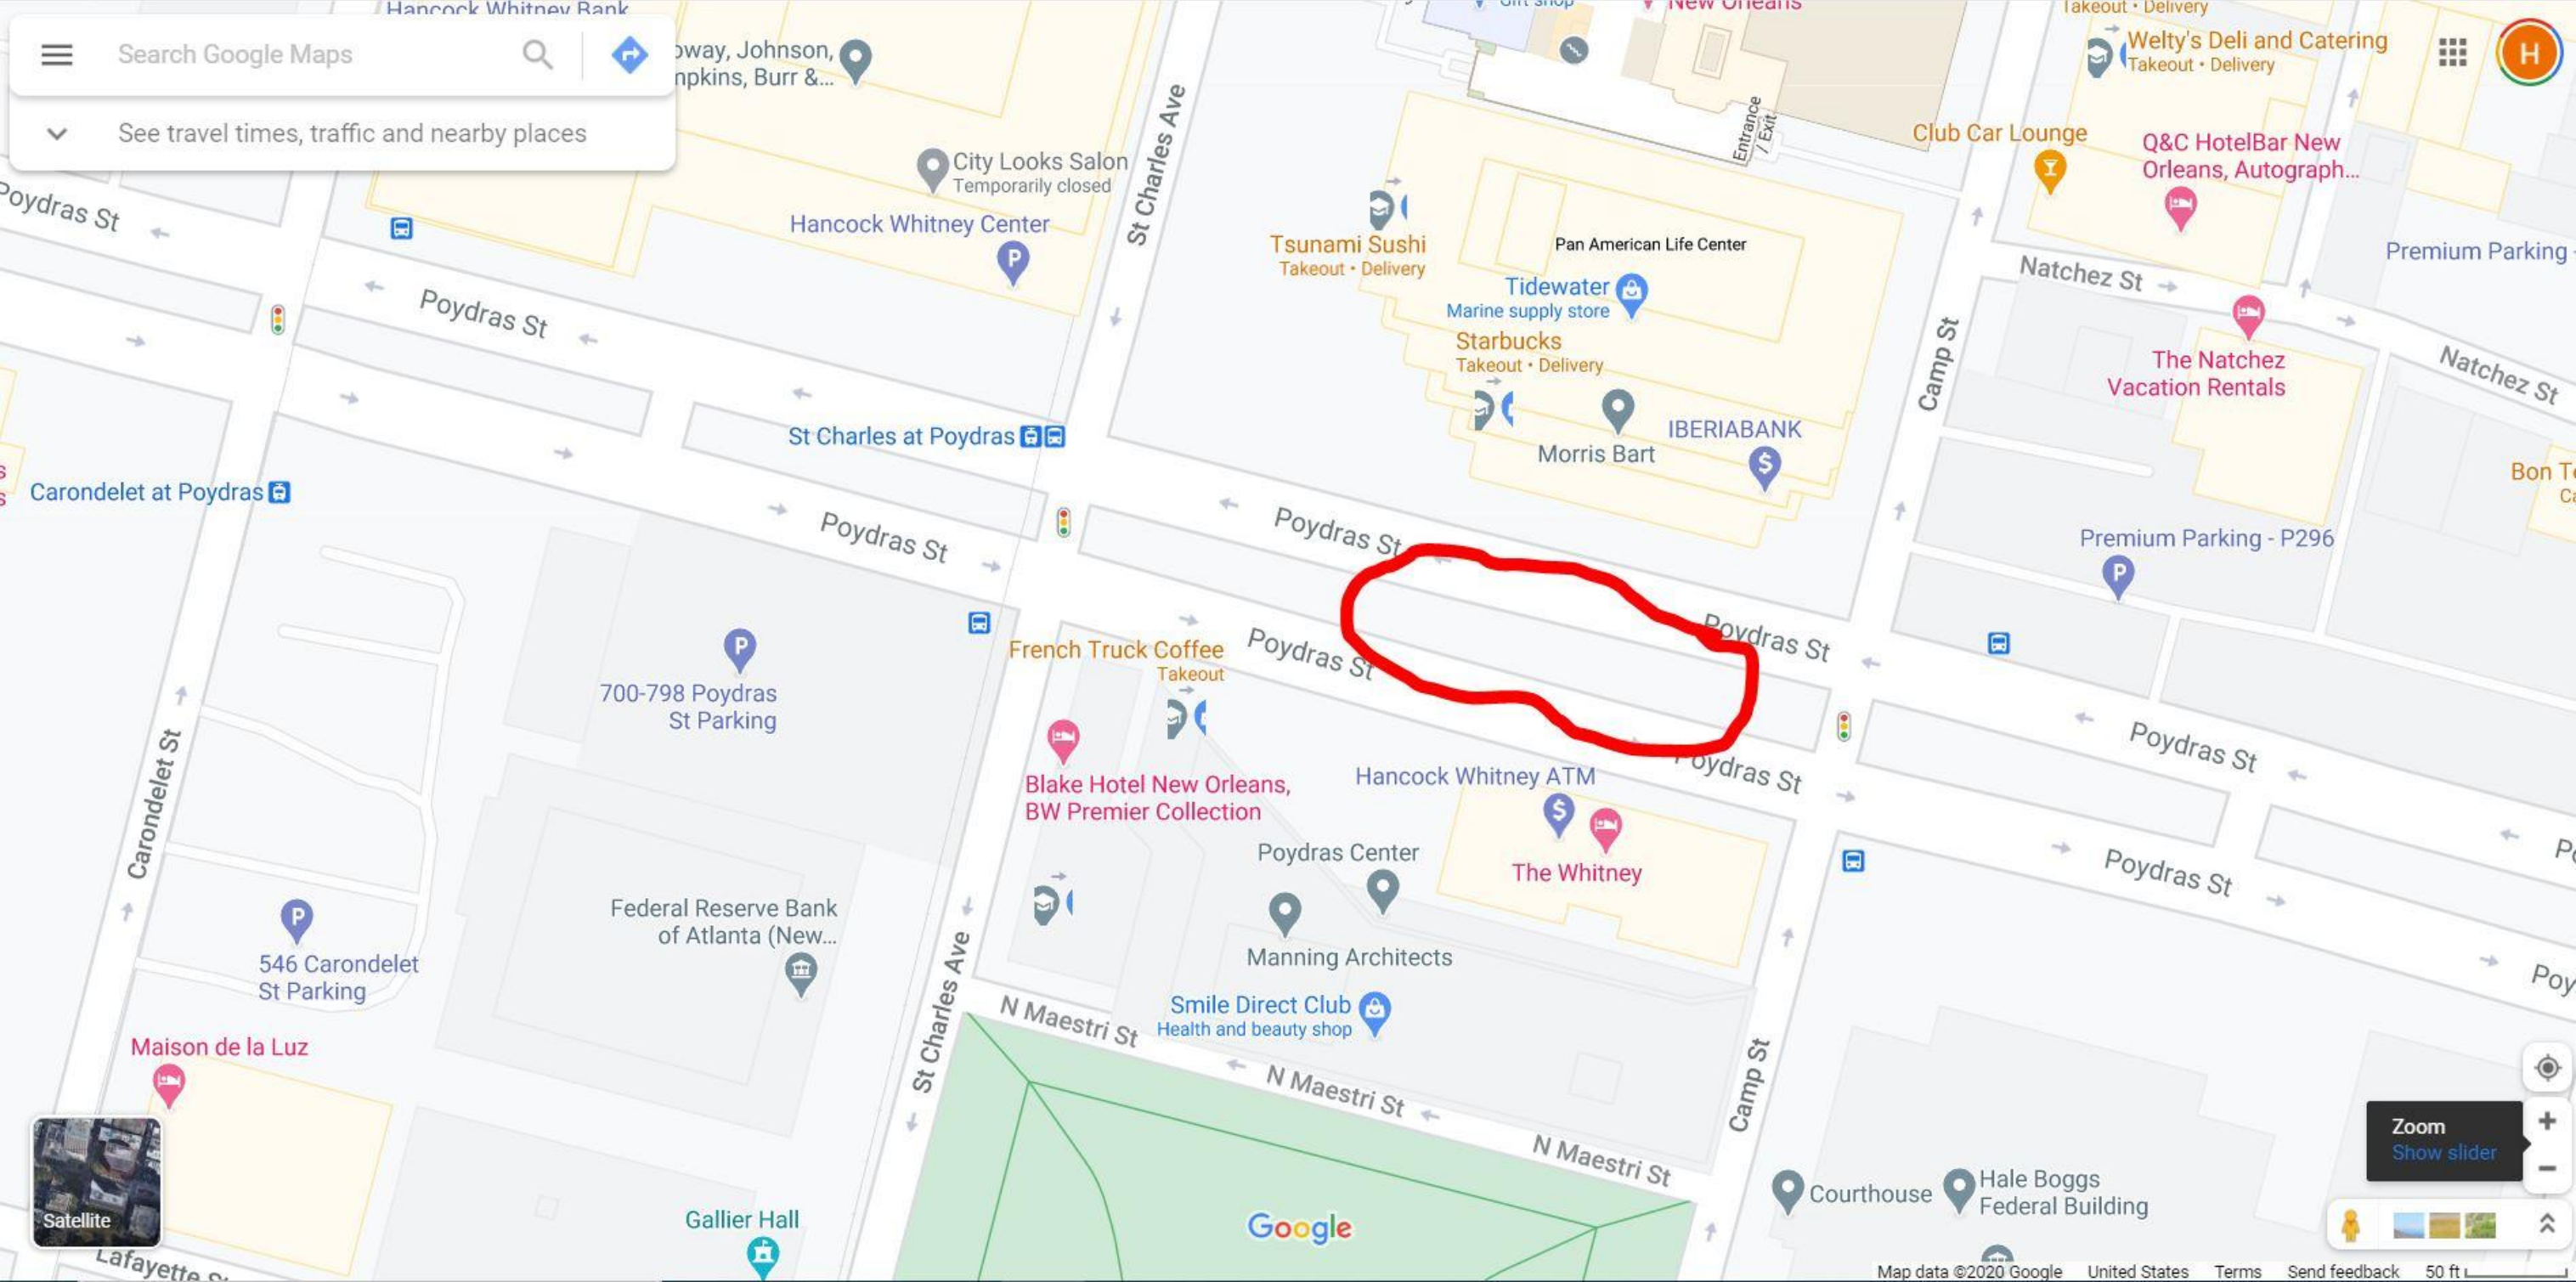 Hancock Whitney Bank
Search Google Maps
See travel times, traffic and nearby places
oway, Johnson,
mpkins, Burr &...
City Looks Salon
Temporarily closed
Hancock Whitney Center
P
St Charles Ave
Gift shop
New Orleans
Entrance
/ Exit
Takeout • Delivery
Welty's Deli and Catering
Takeout • Delivery
H
Club Car Lounge
Q&C HotelBar New
Orleans, Autograph...
Premium Parking
Natchez St
Natchez St
The Natchez
Vacation Rentals
Camp St
Tsunami Sushi
Takeout • Delivery
Pan American Life Center
Tidewater
Marine supply store
Starbucks
Takeout • Delivery
Morris Bart
IBERIABANK
$
Poydras St
Poydras St
St Charles at Poydras
Carondelet at Poydras
Poydras St
Poydras St
Poydras St
Poydras St
Poydras St
Poydras St
Poydras St
Poydras St
Premium Parking - P296
P
P
700-798 Poydras
St Parking
French Truck Coffee
Takeout
Blake Hotel New Orleans,
BW Premier Collection
Hancock Whitney ATM
$
The Whitney
Poydras Center
Manning Architects
Smile Direct Club
Health and beauty shop
Carondelet St
P
546 Carondelet
St Parking
Federal Reserve Bank
of Atlanta (New...
St Charles Ave
N Maestri St
N Maestri St
N Maestri St
Camp St
Maison de la Luz
Satellite
Lafayette
Gallier Hall
Google
Courthouse
Hale Boggs
Federal Building
Zoom
Show slider
Map data ©2020 Google United States Terms Send feedback 50 ft